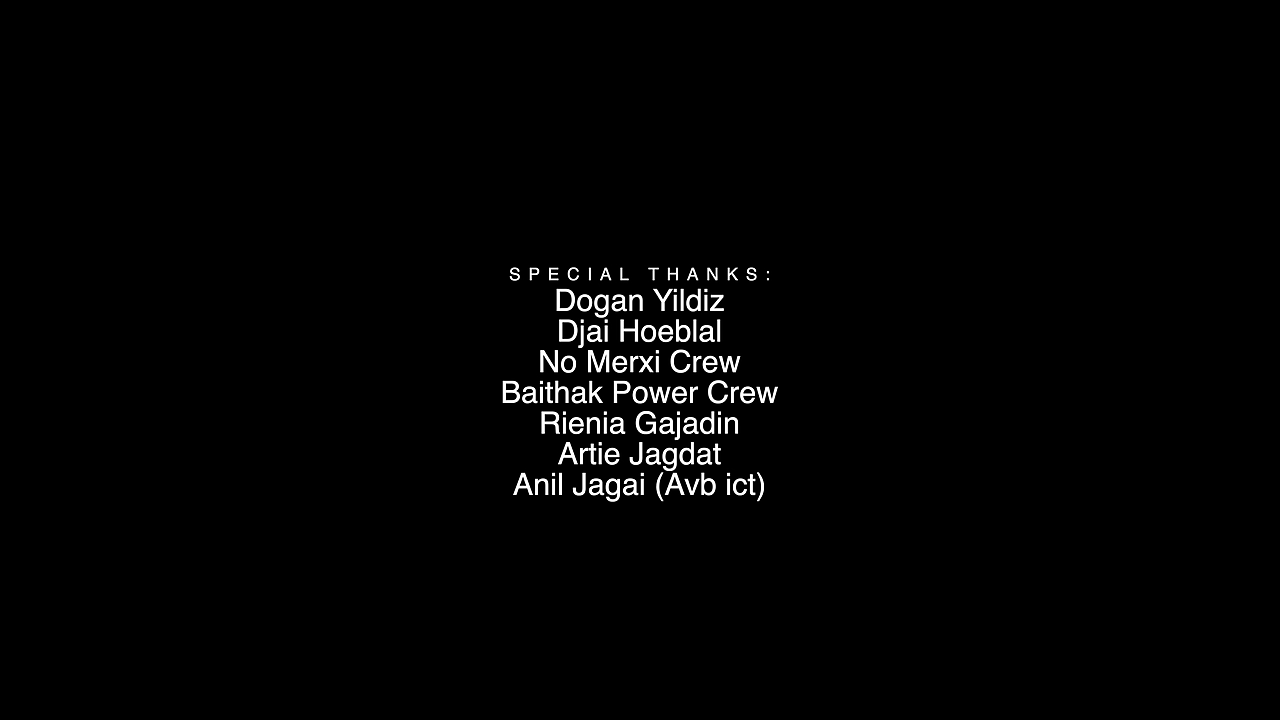 SPECIAL THANKS:
Dogan Yildiz
Djai Hoeblal
No Merxi Crew
Baithak Power Crew
Rienia Gajadin
Artie Jagdat
Anil Jagai (Avb ict)